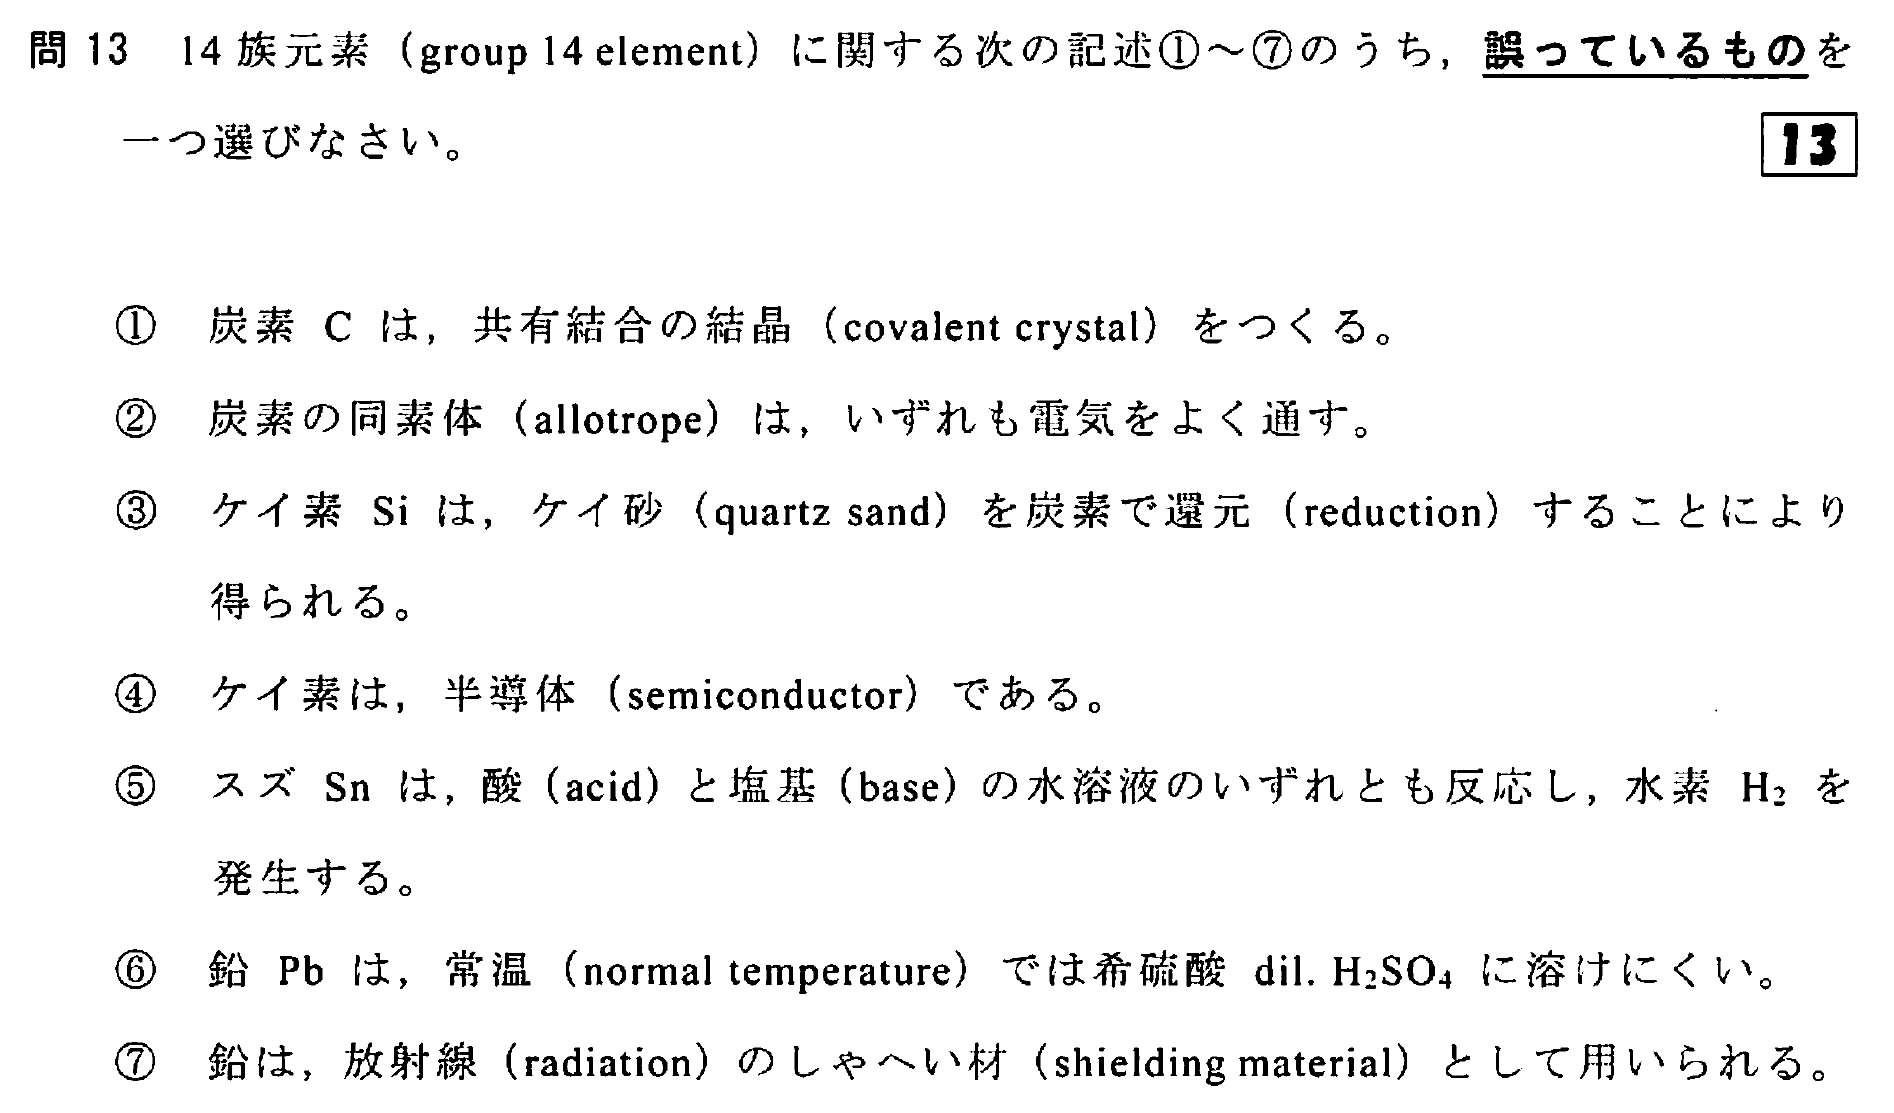 問 13　14 族元素（group 14 element）に関する次の記述①～⑦のうち，誤っているものを
一つ選びなさい。
13
①　炭素 C は，共有結合の結晶（covalent crystal）をつくる。
②　炭素の同素体（allotrope）は，いずれも電気をよく通す。
③　ケイ素 Si は，ケイ砂（quartz sand）を炭素で還元（reduction）することにより
得られる。
④　ケイ素は，半導体（semiconductor）である。
⑤　スズ Sn は，酸（acid）と塩基（base）の水溶液のいずれとも反応し，水素 H₂ を
発生する。
⑥　鉛 Pb は，常温（normal temperature）では希硫酸 dil. H₂SO₄ に溶けにくい。
⑦　鉛は，放射線（radiation）のしゃへい材（shielding material）として用いられる。